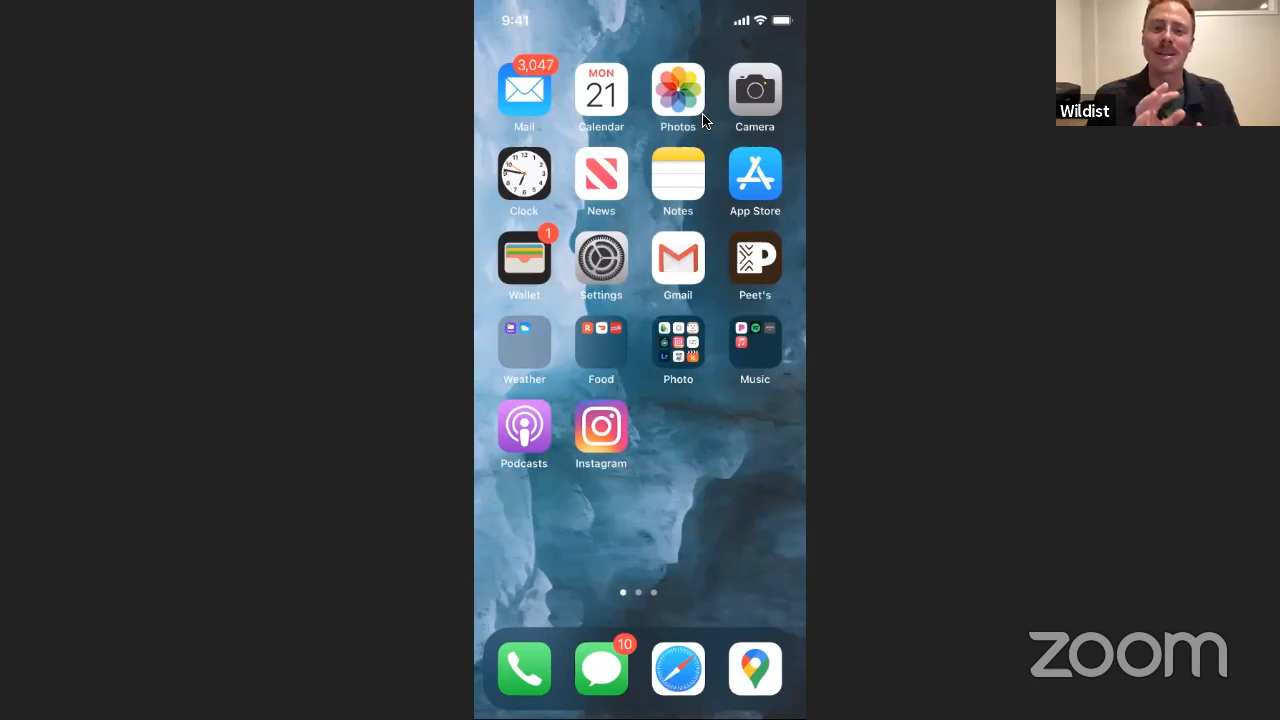 9:41
3,047
MON
21
Mail
Calendar
Photos
Camera
Clock
News
Notes
App Store
1
Wallet
Settings
Gmail
Peet's
Weather
Food
Photo
Music
Podcasts
Instagram
10
Wildist
zoom